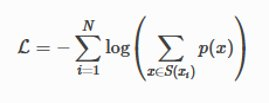 $$\mathcal{L} = -\sum_{i=1}^{N} \log \left( \sum_{x \in S(x_i)} p(x) \right)$$